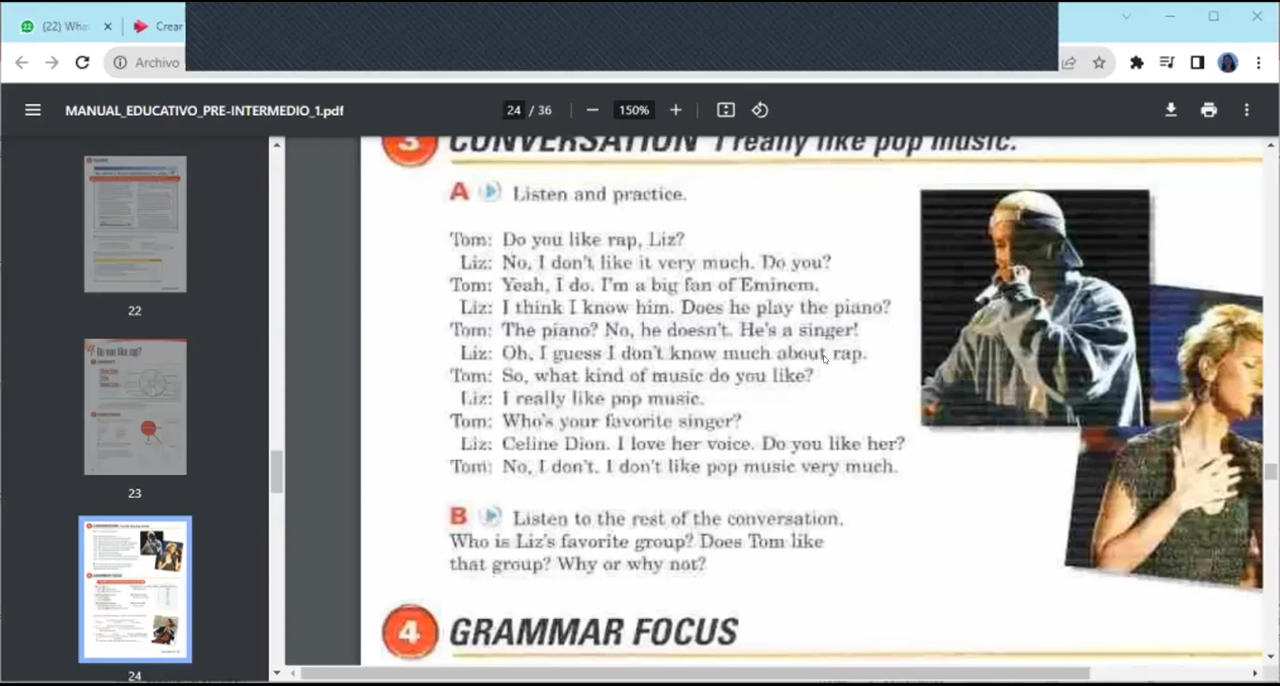 (22) Wha
Crear
Archivo
MANUAL_EDUCATIVO_PRE-INTERMEDIO_1.pdf
24 / 36
150%
22
23
24
3 CONVERSATION I really like pop music.
A Listen and practice.
Tom: Do you like rap, Liz?
Liz: No, I don't like it very much. Do you?
Tom: Yeah, I do. I'm a big fan of Eminem.
Liz: I think I know him. Does he play the piano?
Tom: The piano? No, he doesn't. He's a singer!
Liz: Oh, I guess I don't know much about rap.
Tom: So, what kind of music do you like?
Liz: I really like pop music.
Tom: Who's your favorite singer?
Liz: Celine Dion. I love her voice. Do you like her?
Tom: No, I don't. I don't like pop music very much.
B Listen to the rest of the conversation.
Who is Liz's favorite group? Does Tom like
that group? Why or why not?
4 GRAMMAR FOCUS